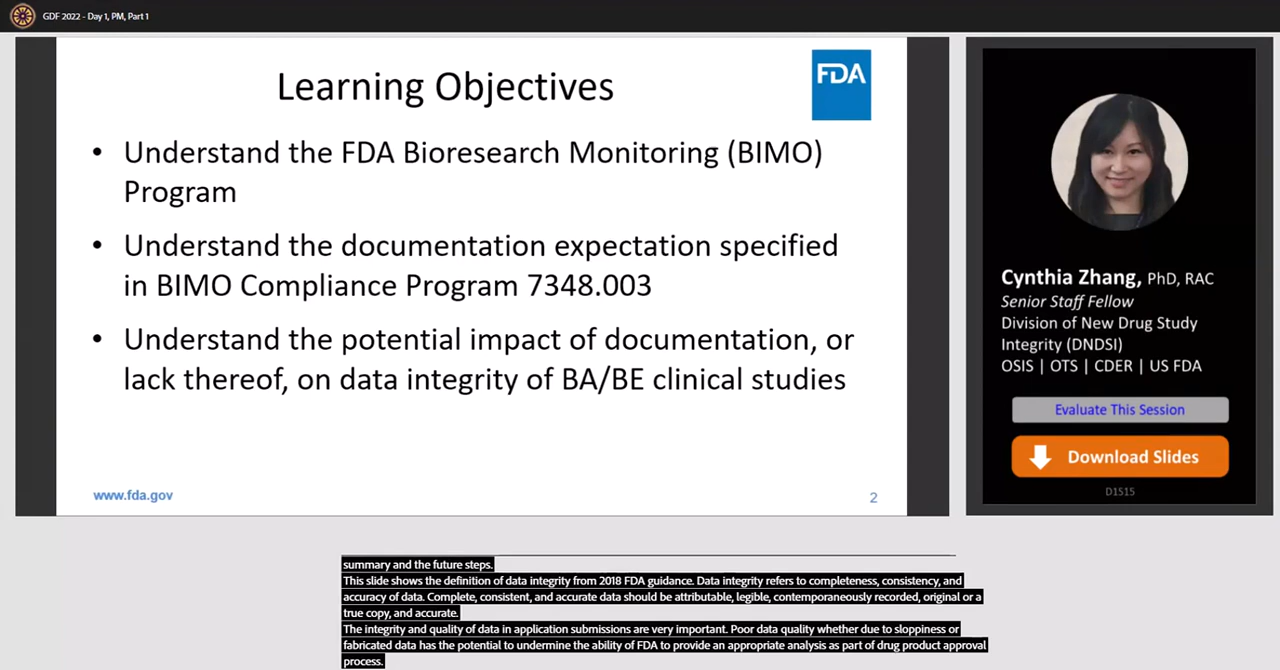 GDF 2022 - Day 1, PM, Part 1
Learning Objectives
FDA
• Understand the FDA Bioresearch Monitoring (BIMO)
Program
• Understand the documentation expectation specified
in BIMO Compliance Program 7348.003
• Understand the potential impact of documentation, or
lack thereof, on data integrity of BA/BE clinical studies
www.fda.gov
2
Cynthia Zhang, PhD, RAC
Senior Staff Fellow
Division of New Drug Study
Integrity (DNDSI)
OSIS | OTS | CDER | US FDA
Evaluate This Session
Download Slides
D1515
summary and the future steps.
This slide shows the definition of data integrity from 2018 FDA guidance. Data integrity refers to completeness, consistency, and
accuracy of data. Complete, consistent, and accurate data should be attributable, legible, contemporaneously recorded, original or a
true copy, and accurate.
The integrity and quality of data in application submissions are very important. Poor data quality whether due to sloppiness or
fabricated data has the potential to undermine the ability of FDA to provide an appropriate analysis as part of drug product approval
process.